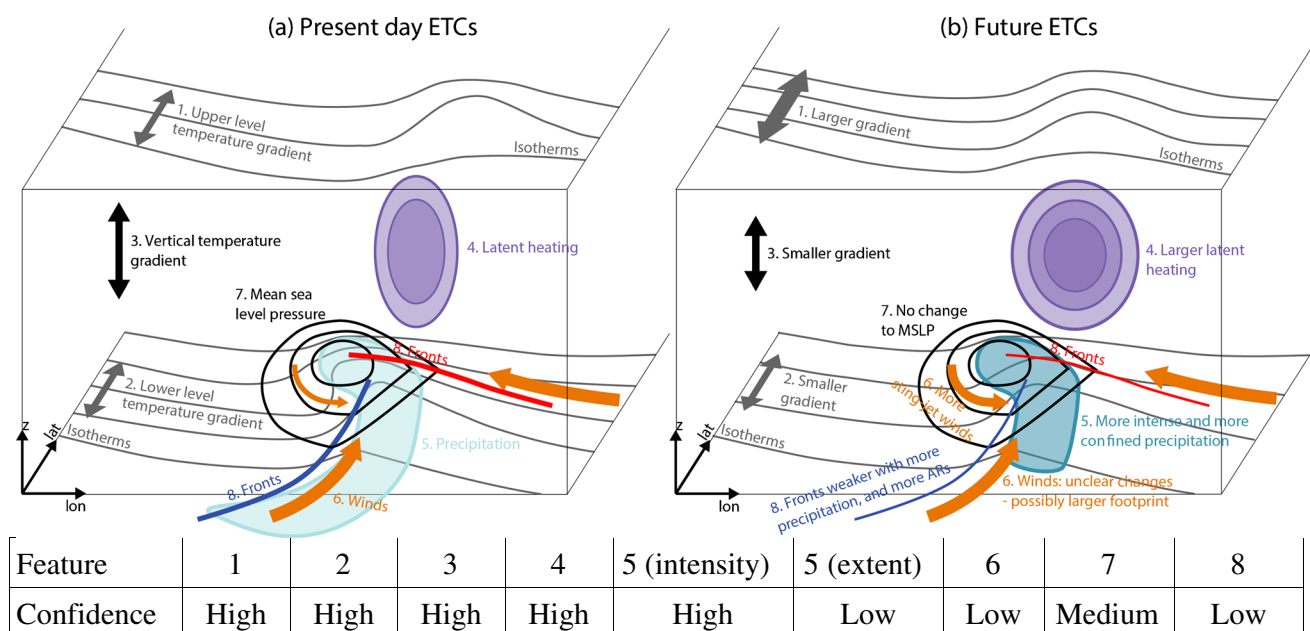 (a) Present day ETCs
1. Upper level
temperature gradient
Isotherms
3. Vertical temperature
gradient
4. Latent heating
7. Mean sea
level pressure
8. Fronts
2. Lower level
temperature gradient
Isotherms
5. Precipitation
8. Fronts
6. Winds
z
lat
lon
(b) Future ETCs
1. Larger gradient
Isotherms
3. Smaller gradient
4. Larger latent
heating
7. No change
to MSLP
8. Fronts
2. Smaller
gradient
6. More
sting jet winds
Isotherms
5. More intense and more
confined precipitation
8. Fronts weaker with more
precipitation, and more ARs
6. Winds: unclear changes
- possibly larger footprint
z
lat
lon
Feature 1 2 3 4 5 (intensity) 5 (extent) 6 7 8
Confidence High High High High High Low Low Medium Low